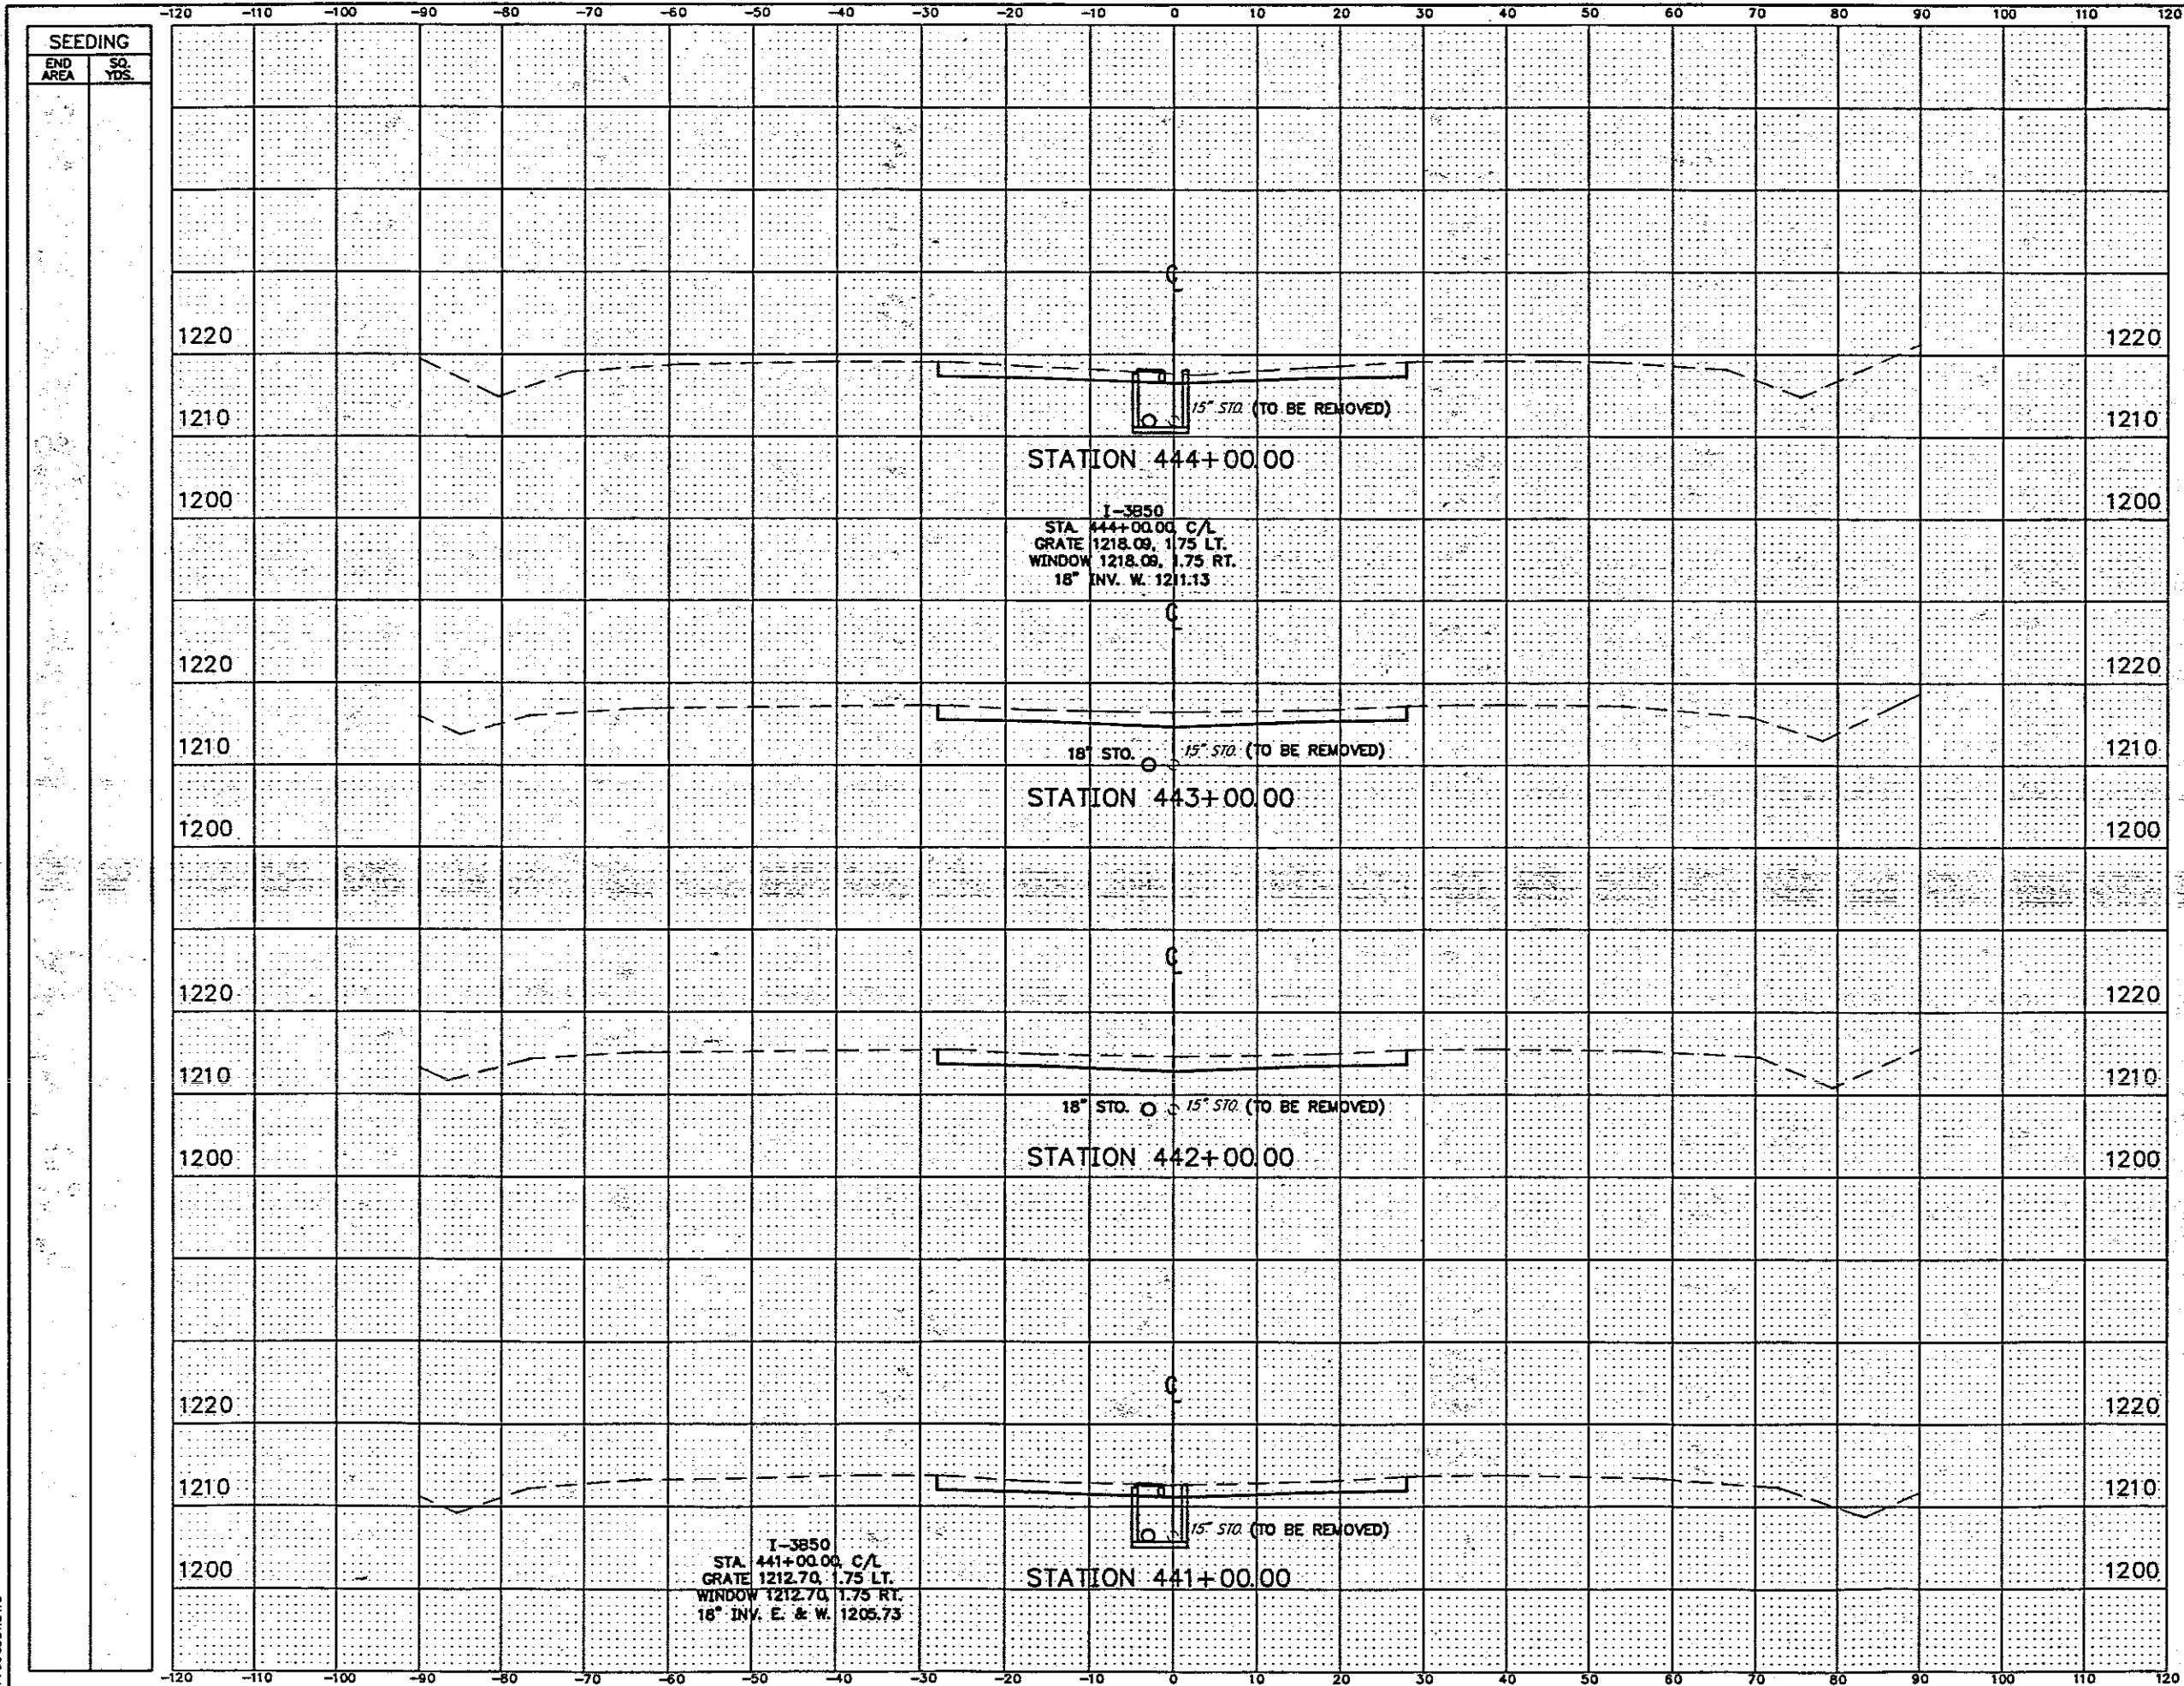 -120 -110 -100 -90 -80 -70 -60 -50 -40 -30 -20 -10 0 10 20 30 40 50 60 70 80 90 100 110 120
SEEDING
END AREA
SQ. YDS.
℄
1220 1220
15" STO. (TO BE REMOVED)
1210 1210
STATION 444+00.00
1200 1200
I-3850
STA. 444+00.00, C/L
GRATE 1218.09, 1.75 LT.
WINDOW 1218.09, 1.75 RT.
18" INV. W. 1211.13
℄
1220 1220
1210 1210
18" STO. 15" STO. (TO BE REMOVED)
STATION 443+00.00
1200 1200
℄
1220 1220
1210 1210
18" STO. 15" STO. (TO BE REMOVED)
STATION 442+00.00
1200 1200
℄
1220 1220
1210 1210
15" STO. (TO BE REMOVED)
I-3850
STA. 441+00.00, C/L
GRATE 1212.70, 1.75 LT.
WINDOW 1212.70, 1.75 RT.
18" INV. E. & W. 1205.73
1200 1200
STATION 441+00.00
-120 -110 -100 -90 -80 -70 -60 -50 -40 -30 -20 -10 0 10 20 30 40 50 60 70 80 90 100 110 120